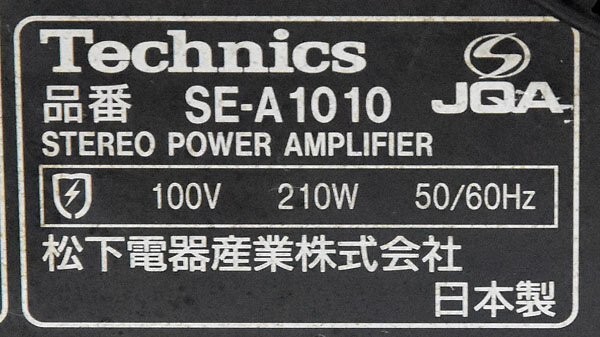 Technics
JQA
品番 SE-A1010
STEREO POWER AMPLIFIER
100V 210W 50/60Hz
松下電器産業株式会社
日本製